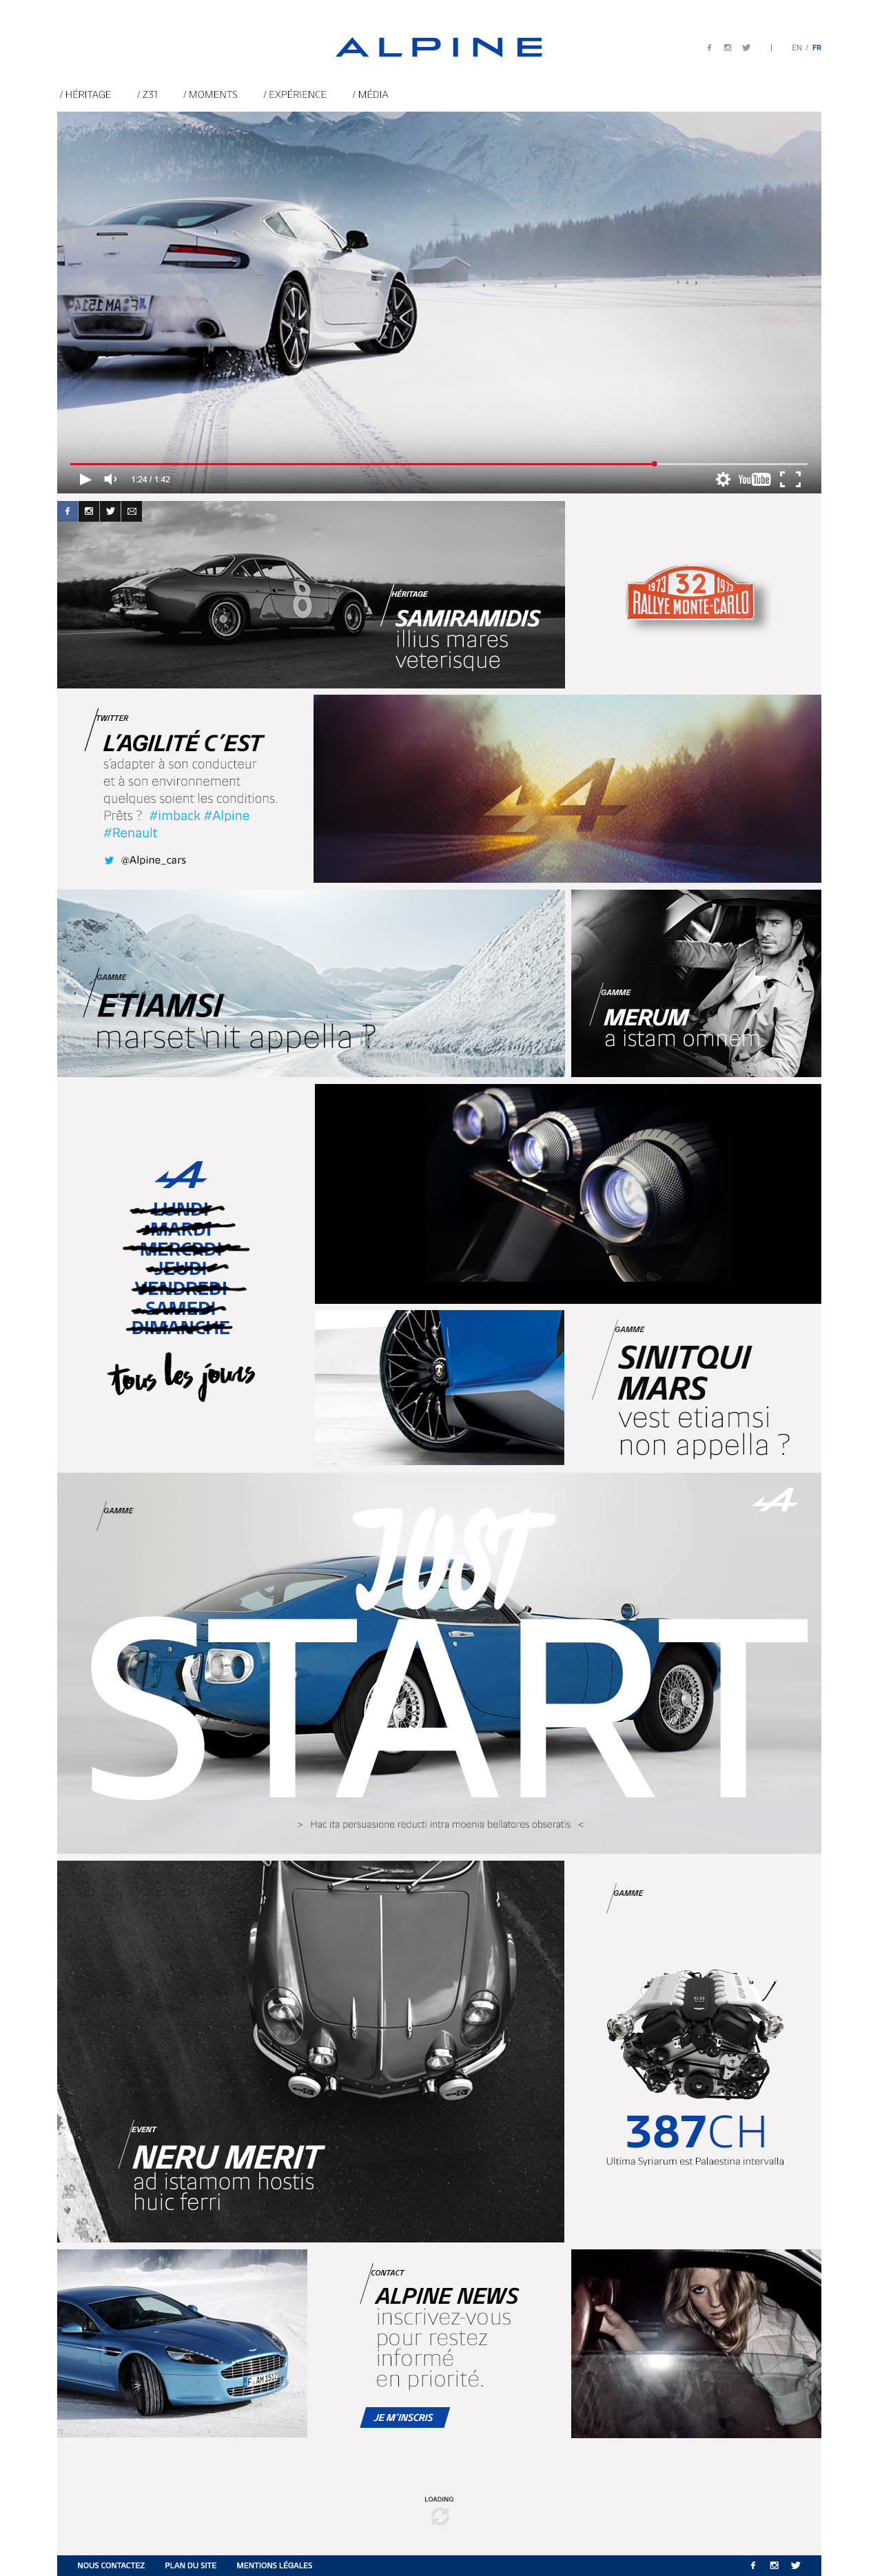 ALPINE
EN / FR
/ HÉRITAGE / Z31 / MOMENTS / EXPÉRIENCE / MÉDIA
1:24 / 1:42
YouTube
HÉRITAGE
SAMIRAMIDIS
illius mares
veterisque
8
1973 32 1973
RALLYE MONTE-CARLO
TWITTER
L'AGILITÉ C'EST
s'adapter à son conducteur
et à son environnement
quelques soient les conditions.
Prêts ? #imback #Alpine
#Renault
@Alpine_cars
GAMME
ETIAMSI
marset nit appella ?
GAMME
MERUM
a istam omnem
LUNDI
MARDI
MERCRDI
JEUDI
VENDREDI
SAMEDI
DIMANCHE
tous les jours
GAMME
SINITQUI
MARS
vest etiamsi
non appella ?
GAMME
JUST
START
> Hac ita persuasione reducti intra moenia bellatores obseratis <
EVENT
NERU MERIT
ad istamom hostis
huic ferri
GAMME
387CH
Ultima Syriarum est Palaestina intervalla
CONTACT
ALPINE NEWS
inscrivez-vous
pour restez
informé
en priorité.
JE M'INSCRIS
LOADING
NOUS CONTACTEZ PLAN DU SITE MENTIONS LÉGALES